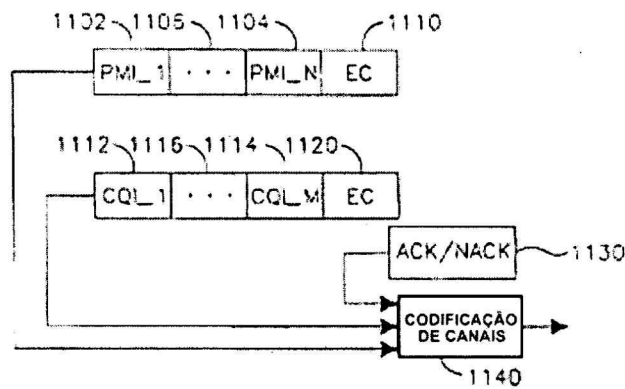 1102 1106 1104 1110
PMI_1 ... PMI_N EC
1112 1116 1114 1120
CQI_1 ... CQI_M EC
ACK/NACK 1130
CODIFICAÇÃO
DE CANAIS
1140